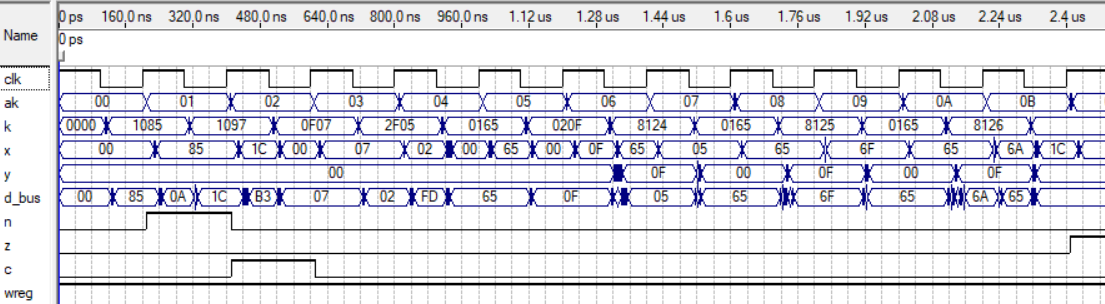 0 ps 160,0 ns 320,0 ns 480,0 ns 640,0 ns 800,0 ns 960,0 ns 1.12 us 1.28 us 1.44 us 1.6 us 1.76 us 1.92 us 2.08 us 2.24 us 2.4 us
Name
0 ps
clk
ak 00 01 02 03 04 05 06 07 08 09 0A 0B
k 0000 1085 1097 0F07 2F05 0165 020F 8124 0165 8125 0165 8126
x 00 85 1C 00 07 02 00 65 00 0F 65 05 65 6F 65 6A 1C
y 00 0F 00 0F 00 0F
d_bus 00 85 0A 1C B3 07 02 FD 65 0F 05 65 6F 65 6A 65
n
z
c
wreg